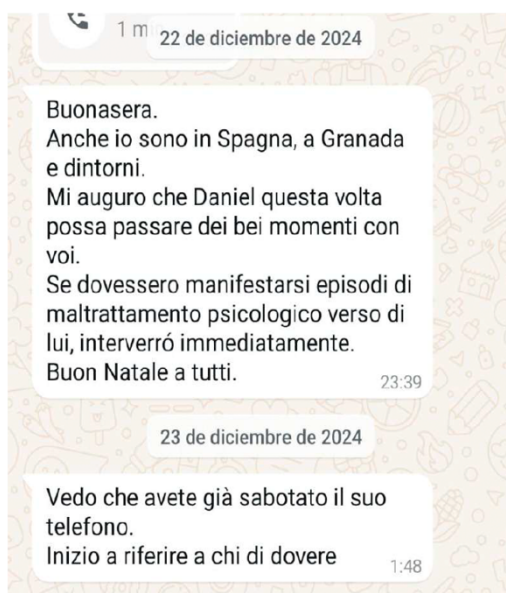 1 m
22 de diciembre de 2024
Buonasera.
Anche io sono in Spagna, a Granada
e dintorni.
Mi auguro che Daniel questa volta
possa passare dei bei momenti con
voi.
Se dovessero manifestarsi episodi di
maltrattamento psicologico verso di
lui, interverró immediatamente.
Buon Natale a tutti.
23:39
23 de diciembre de 2024
Vedo che avete già sabotato il suo
telefono.
Inizio a riferire a chi di dovere
1:48